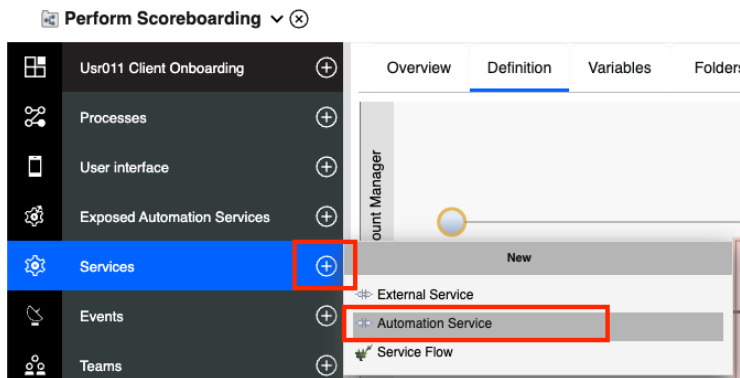 Perform Scoreboarding
Usr011 Client Onboarding
Overview
Definition
Variables
Folders
Processes
User interface
Exposed Automation Services
ount Manager
Services
New
External Service
Automation Service
Service Flow
Events
Teams